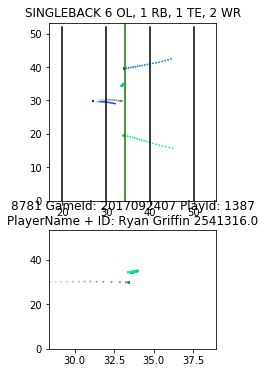 SINGLEBACK 6 OL, 1 RB, 1 TE, 2 WR
50
40
30
20
10
0
20 30 40 50
8781 GameId: 2017092407 PlayId: 1387
PlayerName + ID: Ryan Griffin 2541316.0
40
20
0
30.0 32.5 35.0 37.5